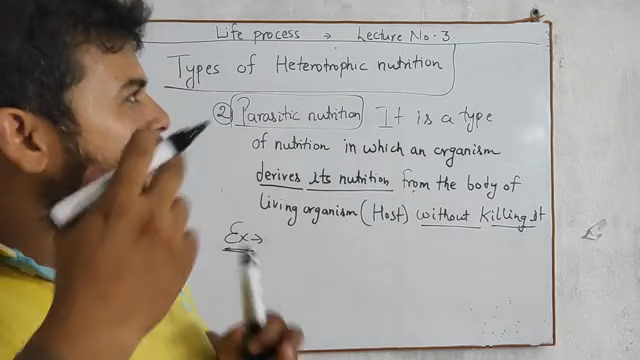 Life process → Lecture No. 3.
Types of Heterotrophic nutrition
② Parasitic nutrition It is a type
of nutrition in which an organism
derives its nutrition from the body of
living organism (Host) without killing it
Ex→